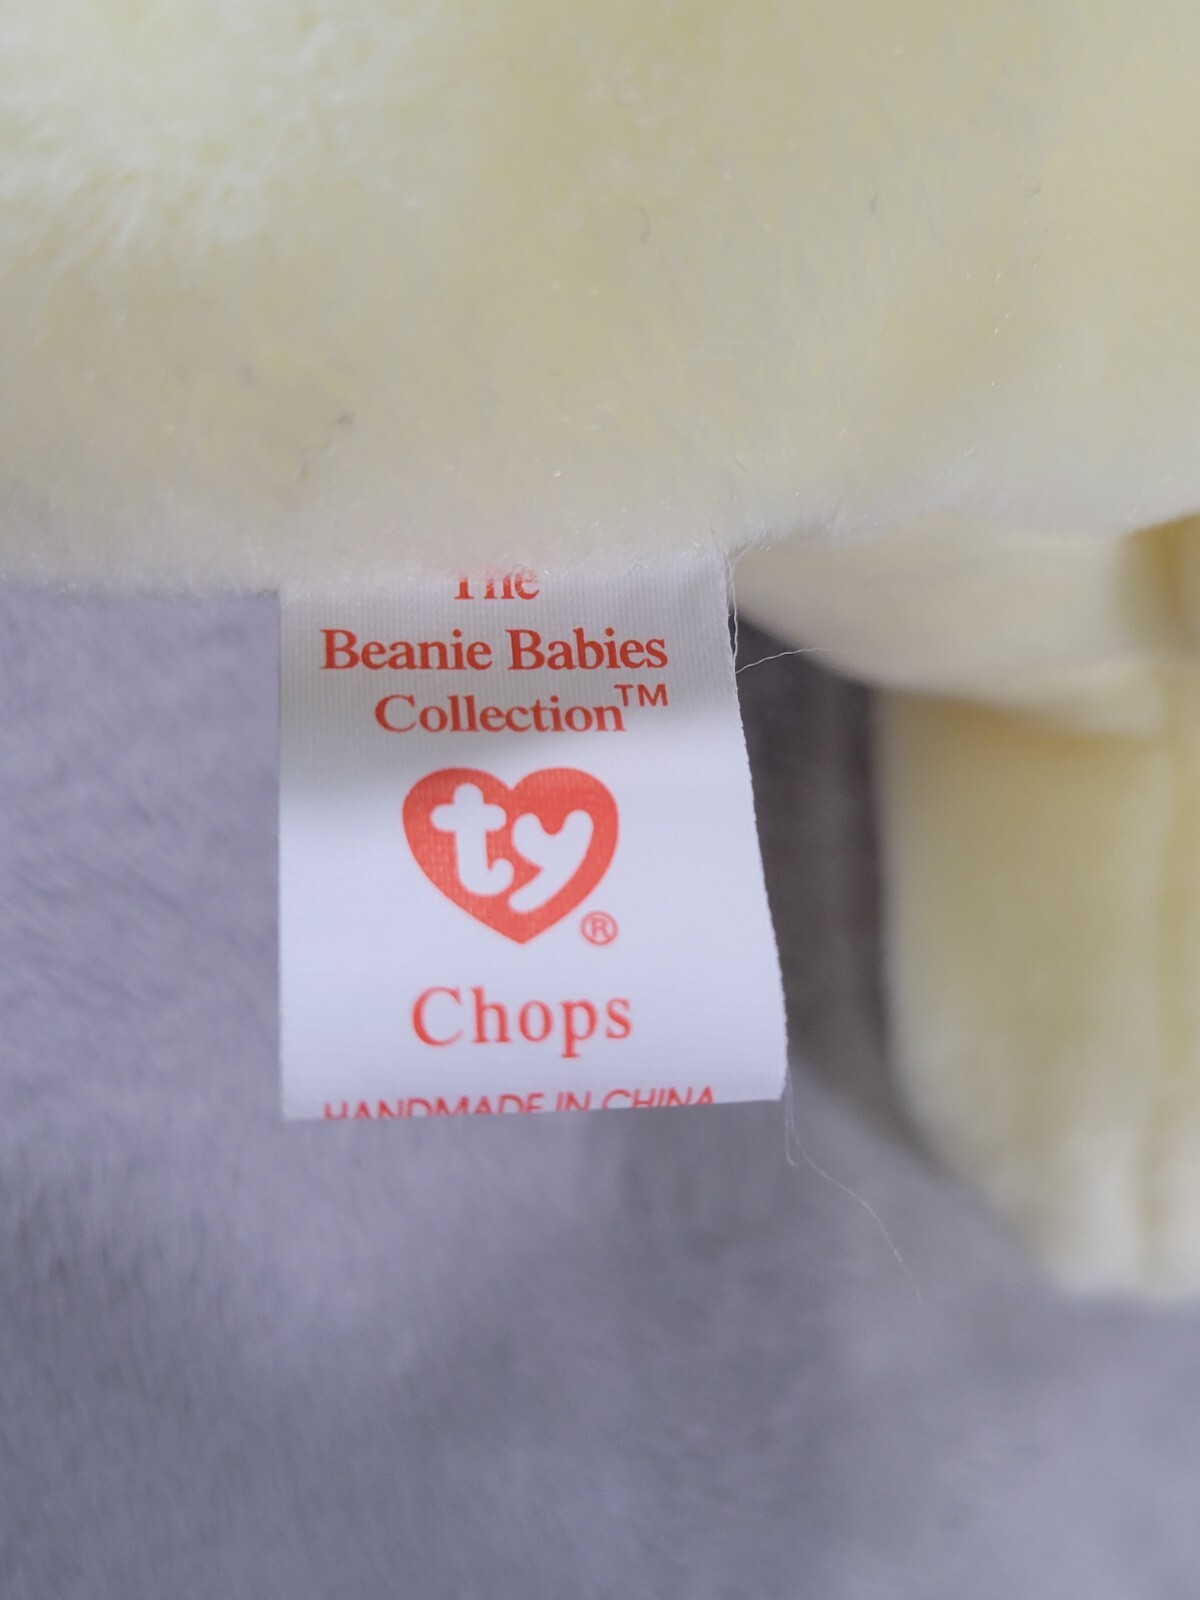 The
Beanie Babies
Collection™
ty®
Chops
HANDMADE IN CHINA